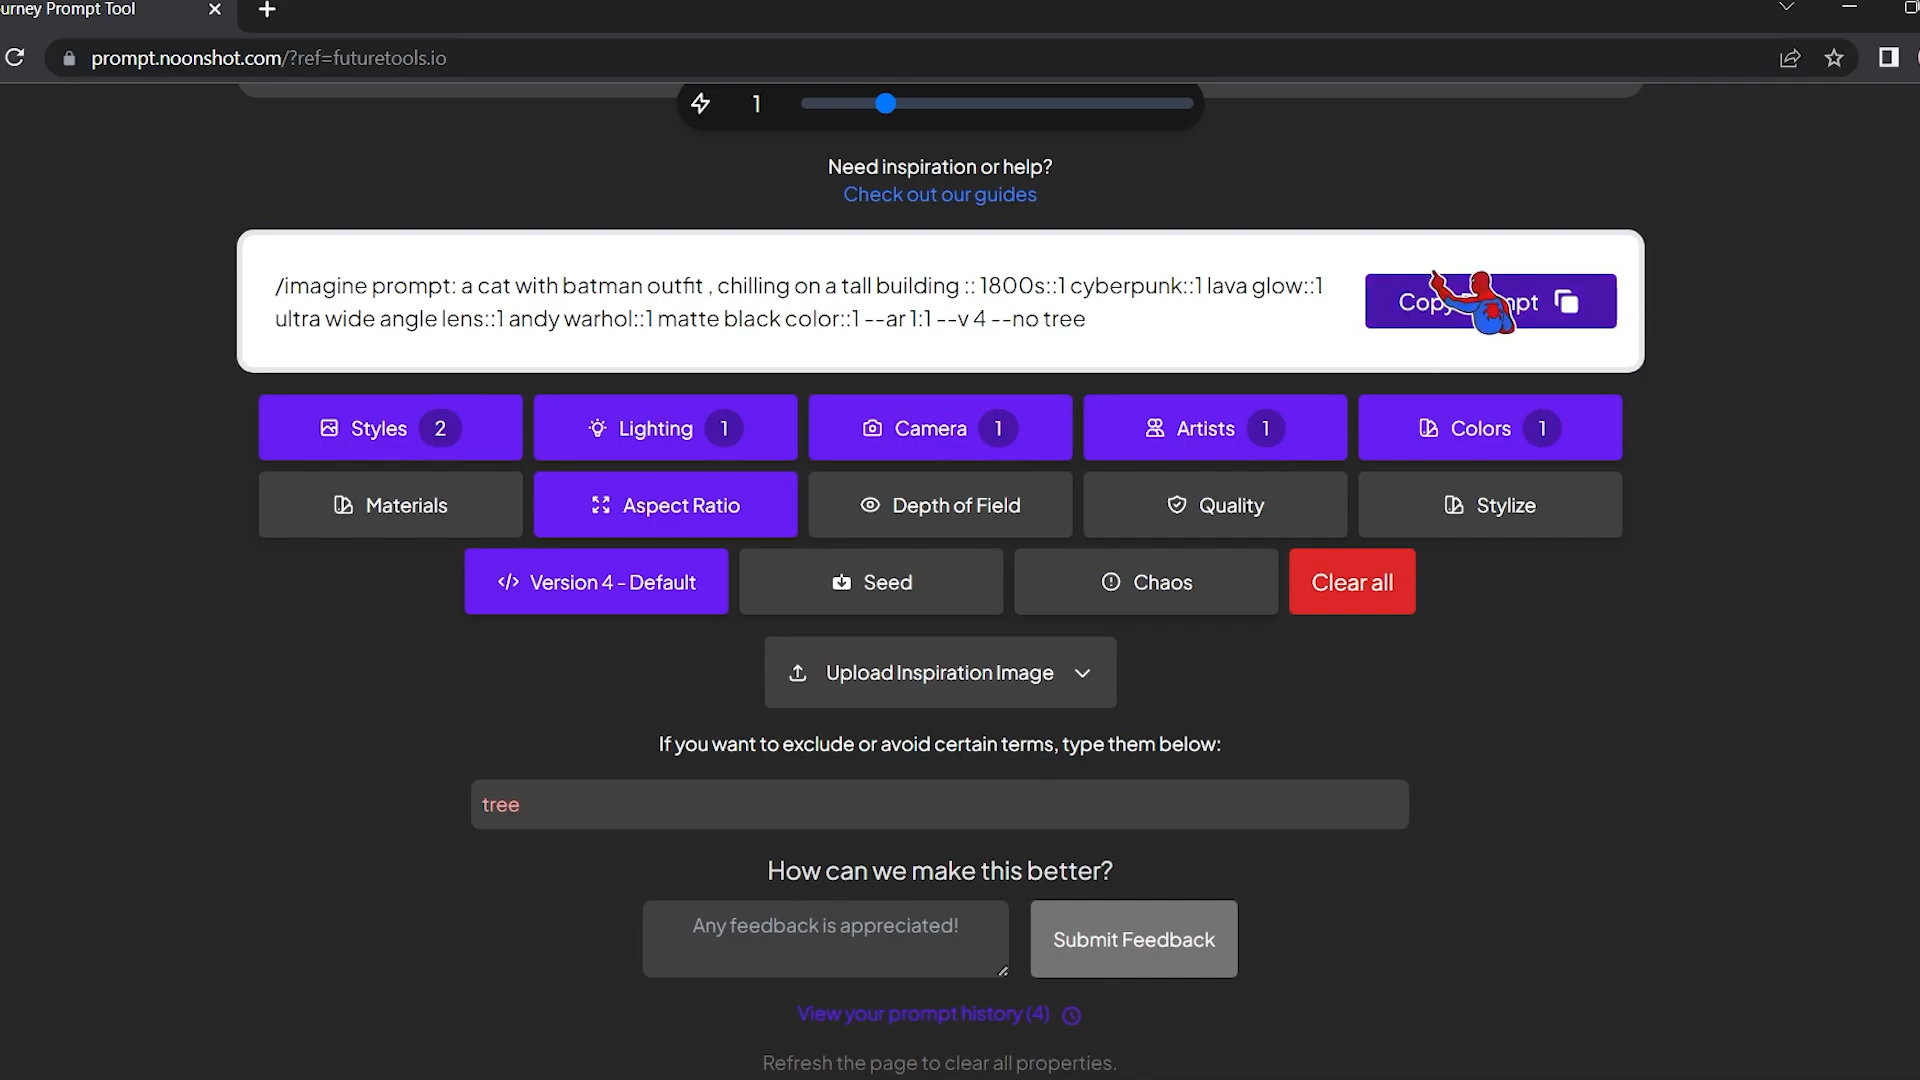 urney Prompt Tool
prompt.noonshot.com/?ref=futuretools.io
1
Need inspiration or help?
Check out our guides
/imagine prompt: a cat with batman outfit , chilling on a tall building :: 1800s::1 cyberpunk::1 lava glow::1
ultra wide angle lens::1 andy warhol::1 matte black color::1 --ar 1:1 --v 4 --no tree
Styles 2
Lighting 1
Camera 1
Artists 1
Colors 1
Materials
Aspect Ratio
Depth of Field
Quality
Stylize
</> Version 4 - Default
Seed
Chaos
Clear all
Upload Inspiration Image
If you want to exclude or avoid certain terms, type them below:
tree
How can we make this better?
Any feedback is appreciated!
Submit Feedback
View your prompt history (4)
Refresh the page to clear all properties.